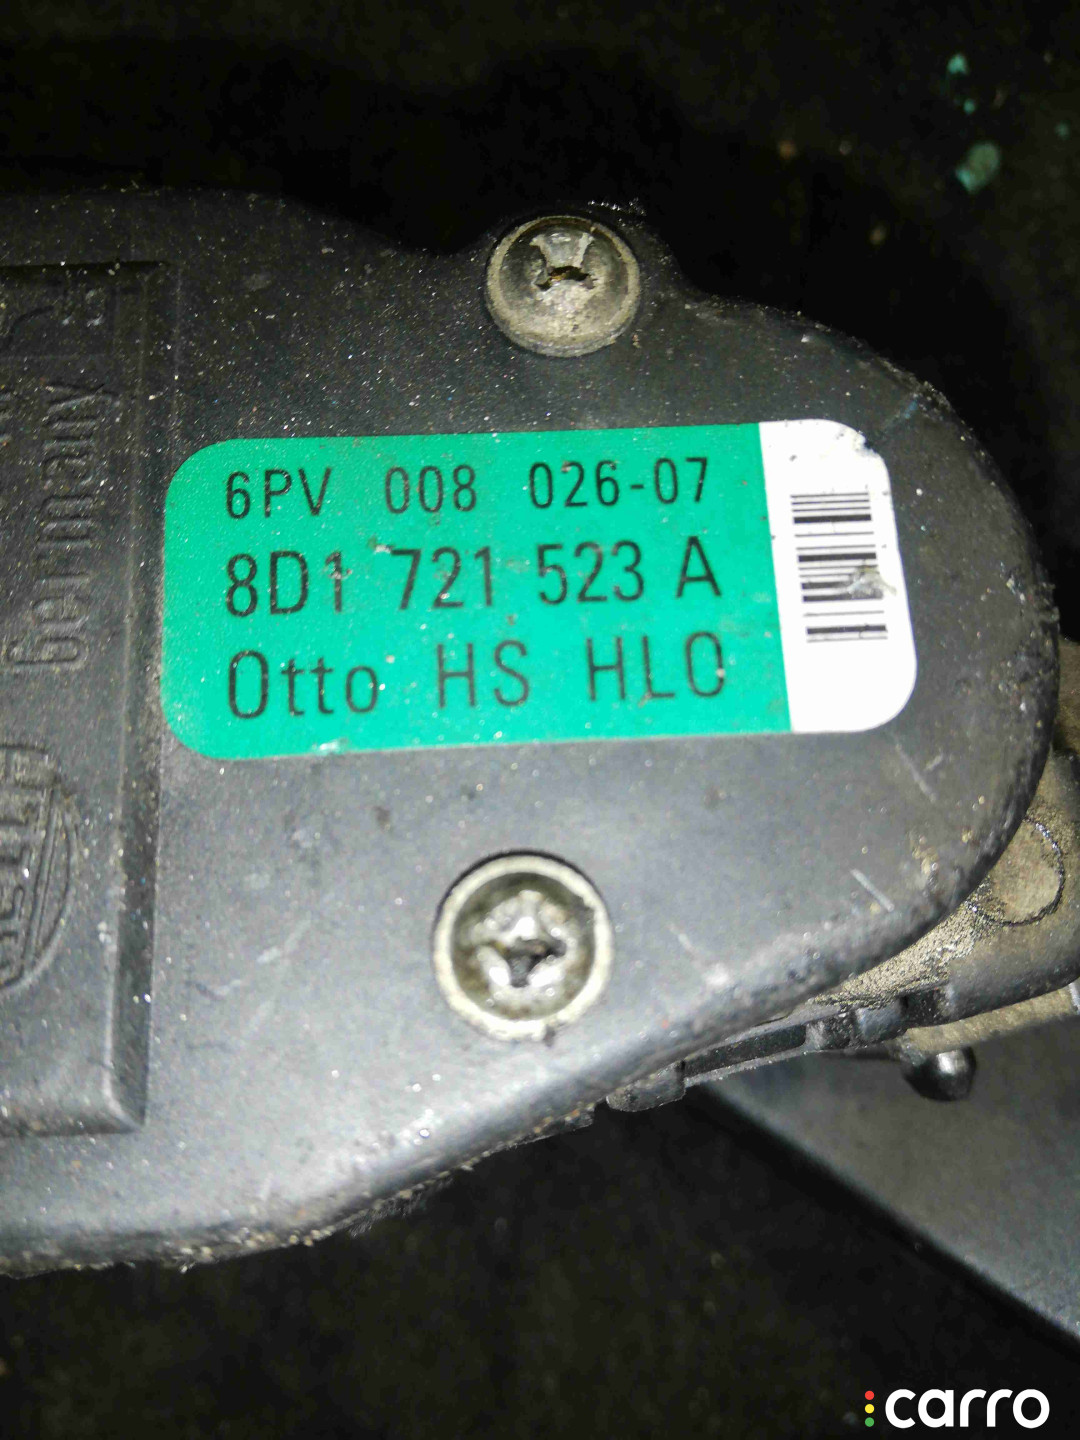 6PV 008 026-07
8D1 721 523 A
Otto HS HLO
Germany
carro